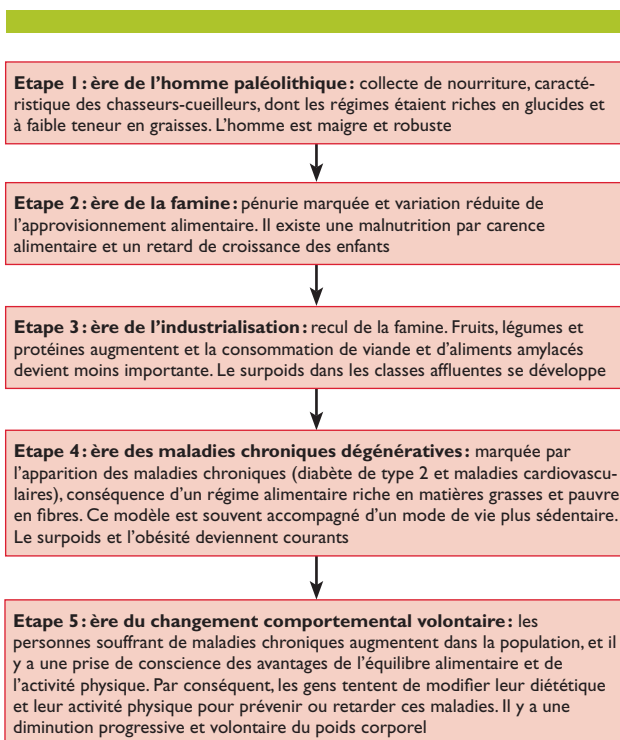 Etape 1 : ère de l'homme paléolithique : collecte de nourriture, caracté-
ristique des chasseurs-cueilleurs, dont les régimes étaient riches en glucides et
à faible teneur en graisses. L'homme est maigre et robuste
Etape 2 : ère de la famine : pénurie marquée et variation réduite de
l'approvisionnement alimentaire. Il existe une malnutrition par carence
alimentaire et un retard de croissance des enfants
Etape 3 : ère de l'industrialisation : recul de la famine. Fruits, légumes et
protéines augmentent et la consommation de viande et d'aliments amylacés
devient moins importante. Le surpoids dans les classes affluentes se développe
Etape 4 : ère des maladies chroniques dégénératives : marquée par
l'apparition des maladies chroniques (diabète de type 2 et maladies cardiovascu-
laires), conséquence d'un régime alimentaire riche en matières grasses et pauvre
en fibres. Ce modèle est souvent accompagné d'un mode de vie plus sédentaire.
Le surpoids et l'obésité deviennent courants
Etape 5 : ère du changement comportemental volontaire : les
personnes souffrant de maladies chroniques augmentent dans la population, et il
y a une prise de conscience des avantages de l'équilibre alimentaire et de
l'activité physique. Par conséquent, les gens tentent de modifier leur diététique
et leur activité physique pour prévenir ou retarder ces maladies. Il y a une
diminution progressive et volontaire du poids corporel